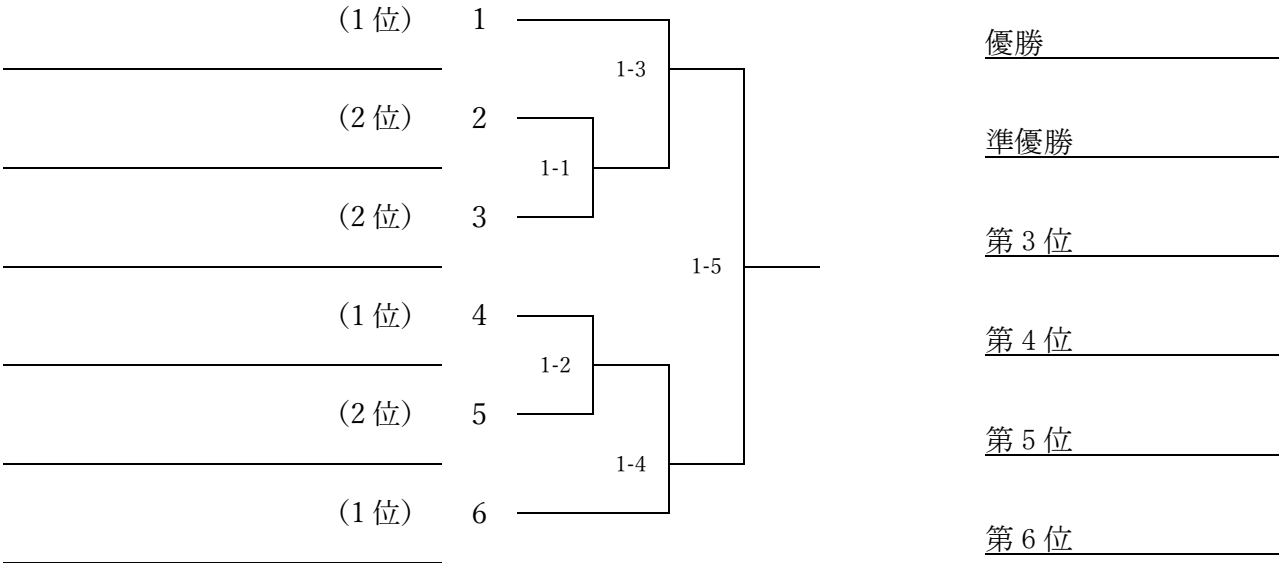 (1 位) 1
1-3
(2 位) 2
1-1
(2 位) 3
1-5
(1 位) 4
1-2
(2 位) 5
1-4
(1 位) 6
優勝
準優勝
第 3 位
第 4 位
第 5 位
第 6 位